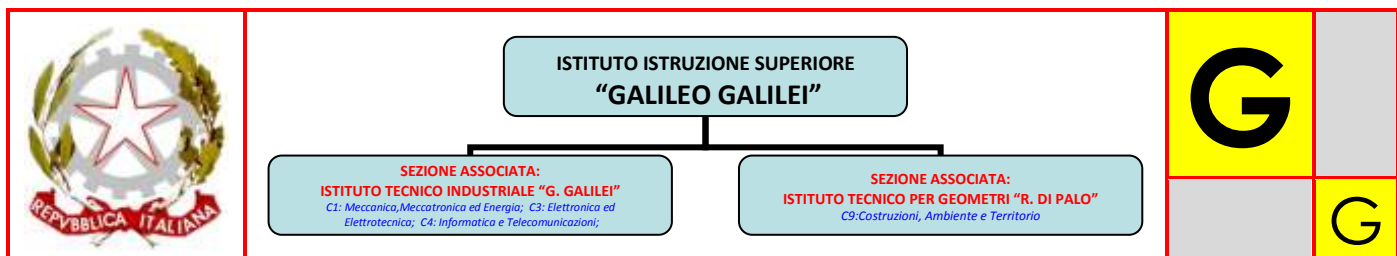 REPVBBLICA ITALIANA
ISTITUTO ISTRUZIONE SUPERIORE
“GALILEO GALILEI”
SEZIONE ASSOCIATA:
ISTITUTO TECNICO INDUSTRIALE “G. GALILEI”
C1: Meccanica,Meccatronica ed Energia; C3: Elettronica ed
Elettrotecnica; C4: Informatica e Telecomunicazioni;
SEZIONE ASSOCIATA:
ISTITUTO TECNICO PER GEOMETRI “R. DI PALO”
C9:Costruzioni, Ambiente e Territorio
G
G